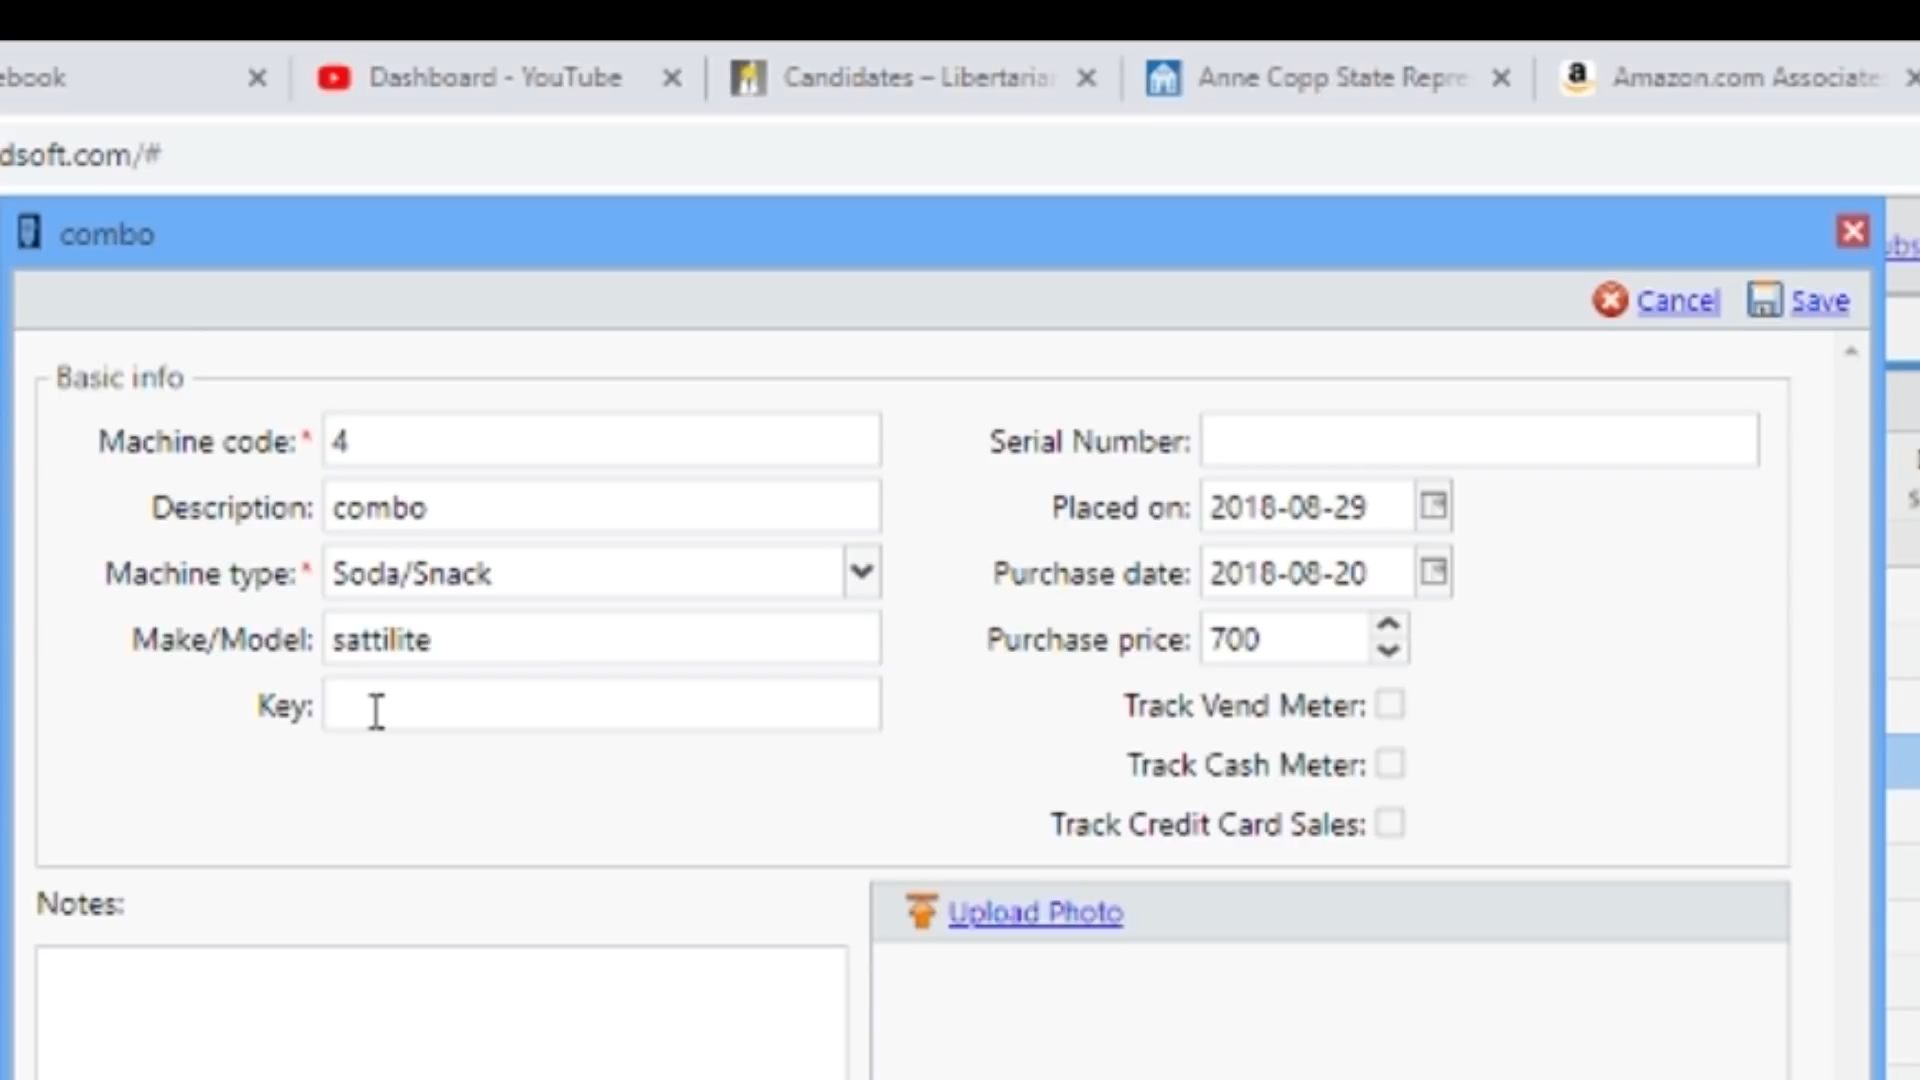 ebook
Dashboard - YouTube
Candidates – Libertaria
Anne Copp State Repre
Amazon.com Associate
dsoft.com/#
combo
ubs
Cancel
Save
Basic info
Machine code:* 4
Serial Number:
Description: combo
Placed on: 2018-08-29
Machine type:* Soda/Snack
Purchase date: 2018-08-20
Make/Model: sattilite
Purchase price: 700
Key:
Track Vend Meter:
Track Cash Meter:
Track Credit Card Sales:
Notes:
Upload Photo